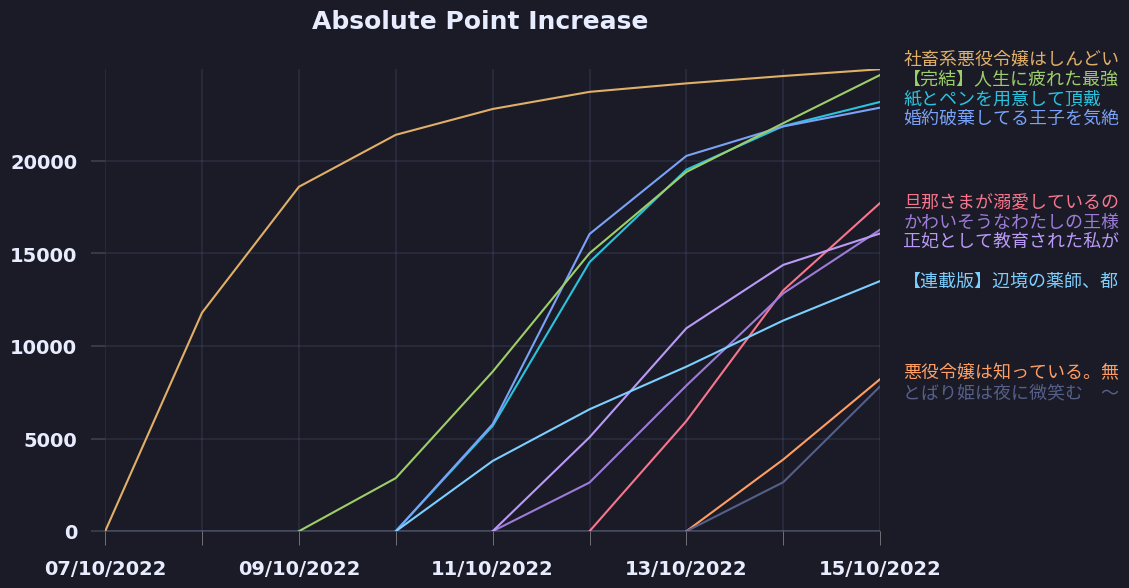 Absolute Point Increase
社畜系悪役令嬢はしんどい
【完結】人生に疲れた最強
紙とペンを用意して頂戴
婚約破棄してる王子を気絶
20000
旦那さまが溺愛しているの
かわいそうなわたしの王様
正妃として教育された私が
15000
【連載版】辺境の薬師、都
10000
悪役令嬢は知っている。無
とばり姫は夜に微笑む　～
5000
0
07/10/2022
09/10/2022
11/10/2022
13/10/2022
15/10/2022